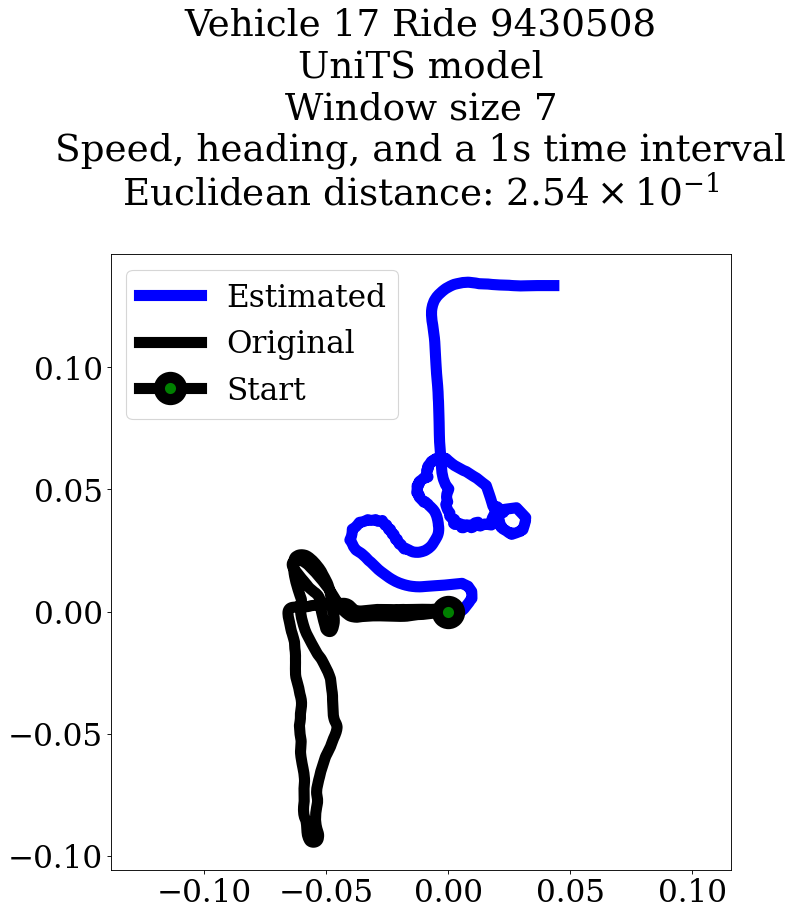 Vehicle 17 Ride 9430508
UniTS model
Window size 7
Speed, heading, and a 1s time interval
Euclidean distance: 2.54 × 10⁻¹
Estimated
Original
Start
0.10
0.05
0.00
−0.05
−0.10
−0.10 −0.05 0.00 0.05 0.10